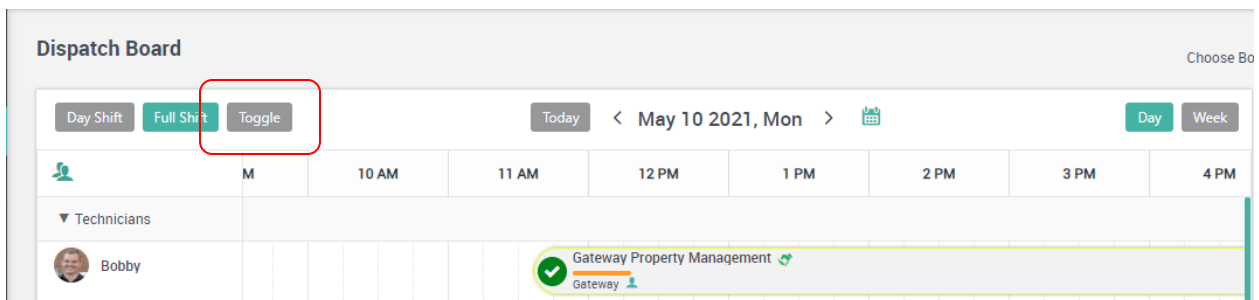 Dispatch Board
Choose Bo
Day Shift Full Shift Toggle Today < May 10 2021, Mon > Day Week
M 10 AM 11 AM 12 PM 1 PM 2 PM 3 PM 4 PM
▼ Technicians
Bobby
Gateway Property Management
Gateway